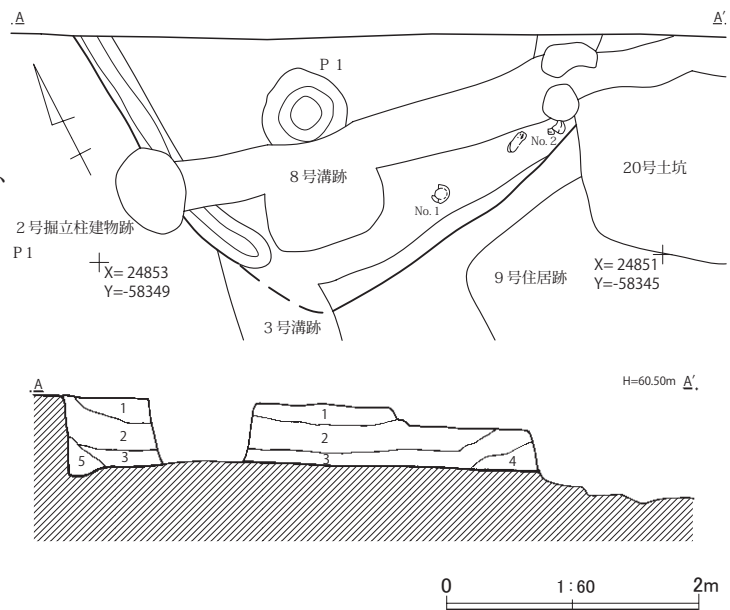 A A′
P 1
No. 2
8号溝跡
20号土坑
No. 1
2号掘立柱建物跡
P 1
X= 24853
Y=-58349
9号住居跡
X= 24851
Y=-58345
3号溝跡
A H=60.50m A′
1
1
2
2
5
3
3
4
0 1:60 2m